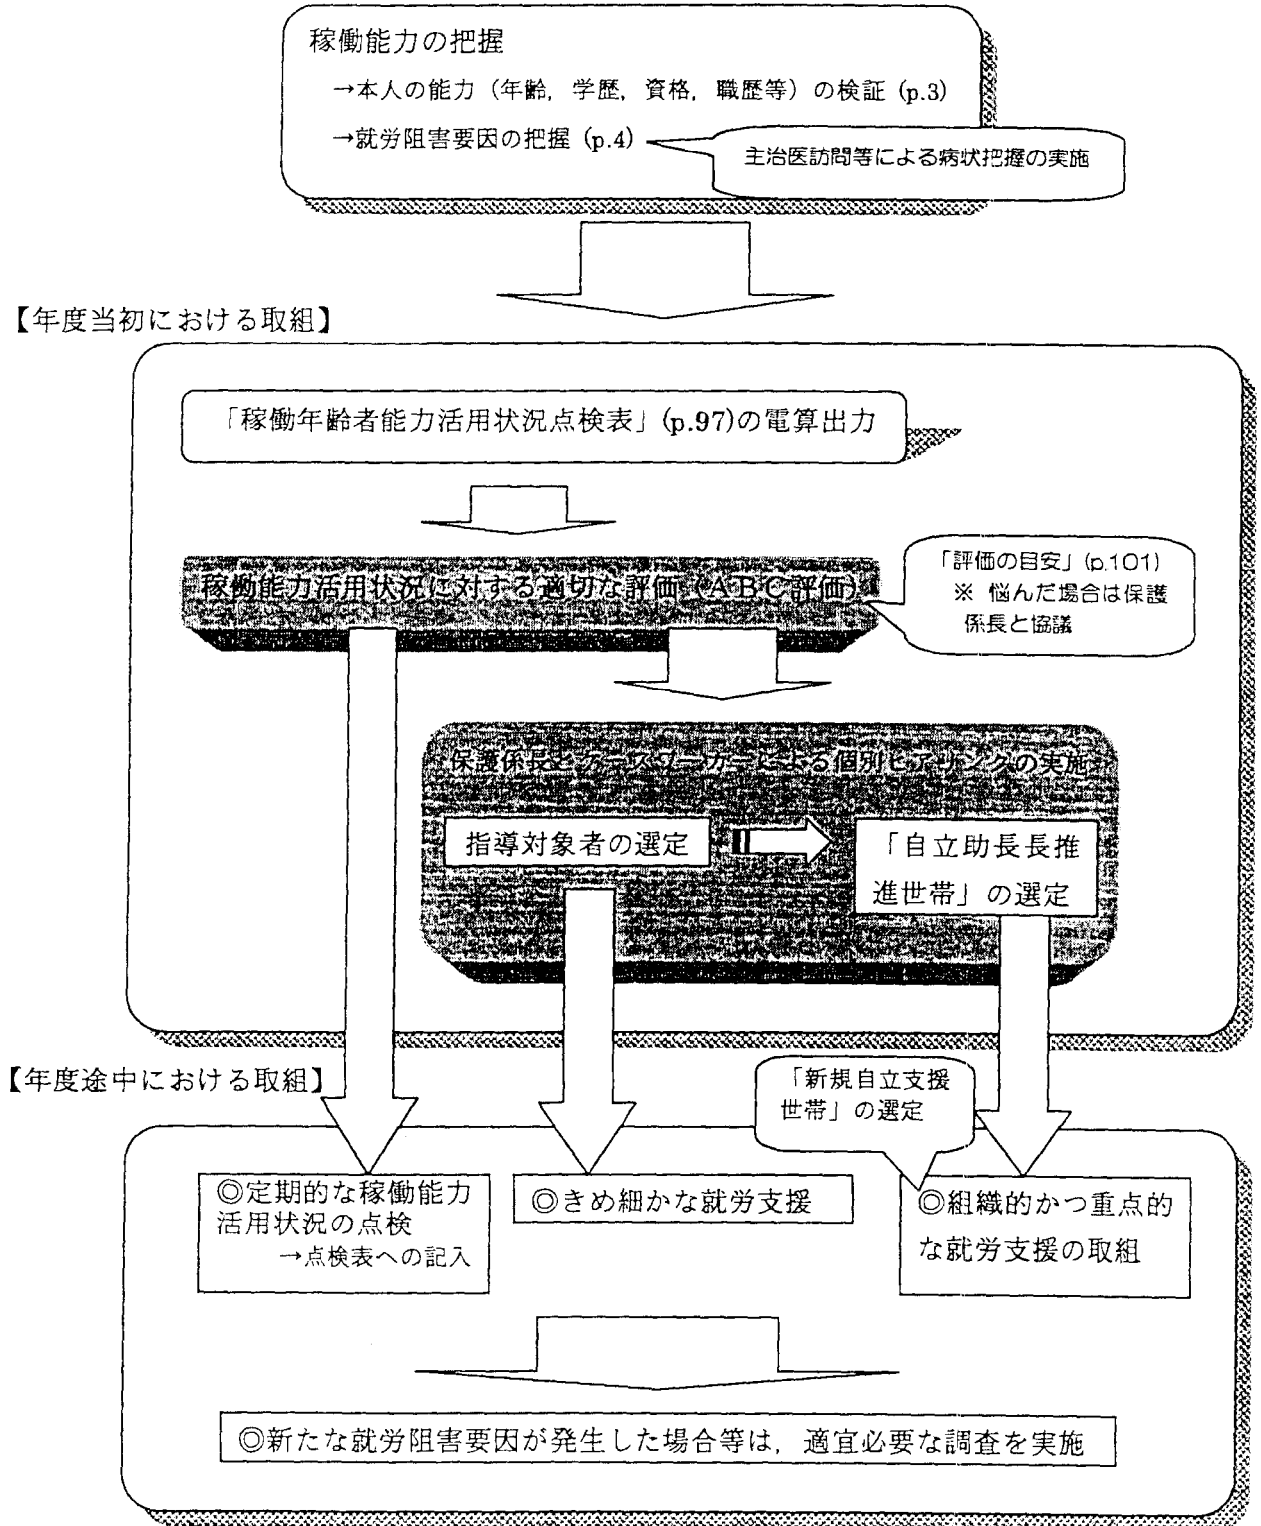 稼働能力の把握
→本人の能力（年齢，学歴，資格，職歴等）の検証 (p.3)
→就労阻害要因の把握 (p.4)
主治医訪問等による病状把握の実施
【年度当初における取組】
「稼働年齢者能力活用状況点検表」(p.97)の電算出力
稼働能力活用状況に対する適切な評価（ＡＢＣ評価）
「評価の目安」(p.101)
※ 悩んだ場合は保護
係長と協議
保護係長とケースワーカーによる個別ヒアリングの実施
指導対象者の選定
「自立助長長推
進世帯」の選定
【年度途中における取組】
「新規自立支援
世帯」の選定
◎定期的な稼働能力
活用状況の点検
→点検表への記入
◎きめ細かな就労支援
◎組織的かつ重点的
な就労支援の取組
◎新たな就労阻害要因が発生した場合等は，適宜必要な調査を実施